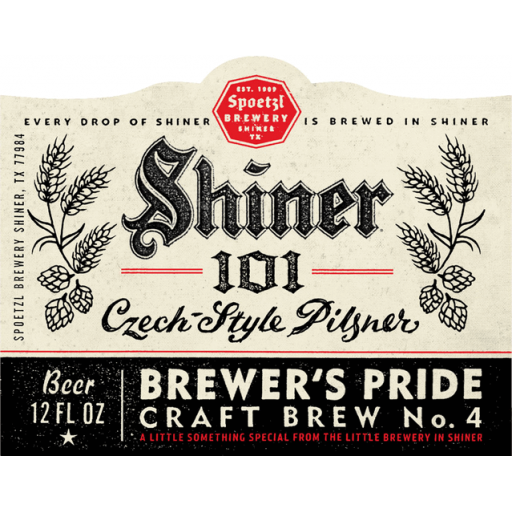 EST. 1909
Spoetzl
BREWERY
SHINER
TX
EVERY DROP OF SHINER IS BREWED IN SHINER
SPOETZL BREWERY SHINER, TX 77984
Shiner
101
Czech-Style Pilsner
Beer
12 FL OZ
BREWER'S PRIDE
CRAFT BREW No. 4
A LITTLE SOMETHING SPECIAL FROM THE LITTLE BREWERY IN SHINER